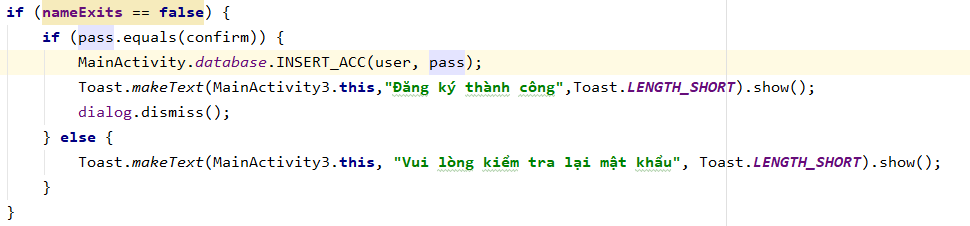 if (nameExits == false) {
    if (pass.equals(confirm)) {
        MainActivity.database.INSERT_ACC(user, pass);
        Toast.makeText(MainActivity3.this,"Đăng ký thành công",Toast.LENGTH_SHORT).show();
        dialog.dismiss();
    } else {
        Toast.makeText(MainActivity3.this, "Vui lòng kiểm tra lại mật khẩu", Toast.LENGTH_SHORT).show();
    }
}